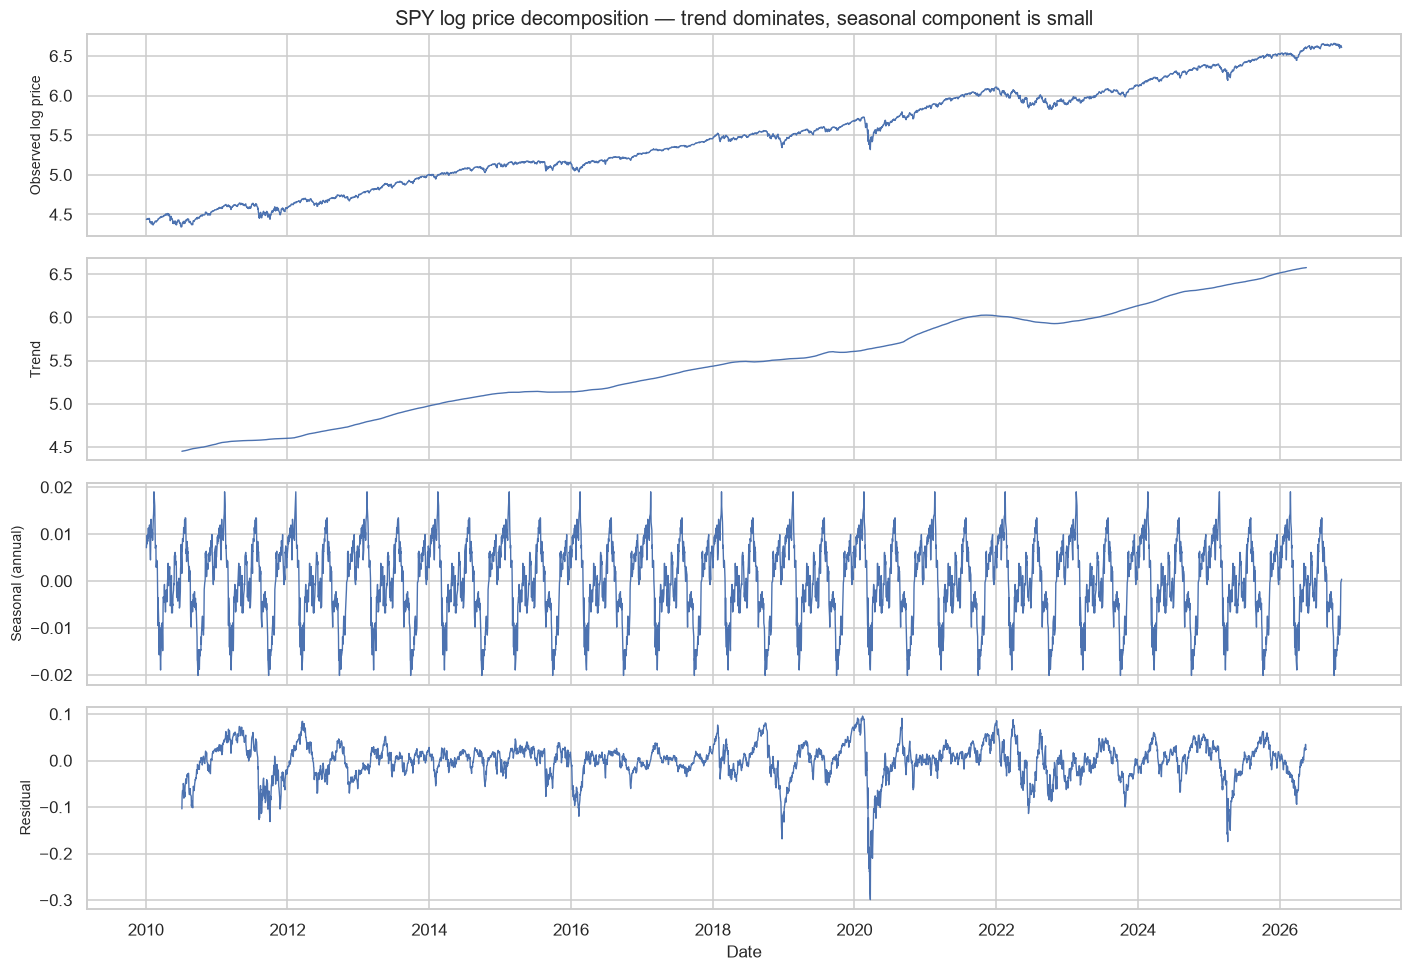 SPY log price decomposition — trend dominates, seasonal component is small
Observed log price
6.5
6.0
5.5
5.0
4.5
Trend
6.5
6.0
5.5
5.0
4.5
Seasonal (annual)
0.02
0.01
0.00
−0.01
−0.02
Residual
0.1
0.0
−0.1
−0.2
−0.3
2010 2012 2014 2016 2018 2020 2022 2024 2026
Date